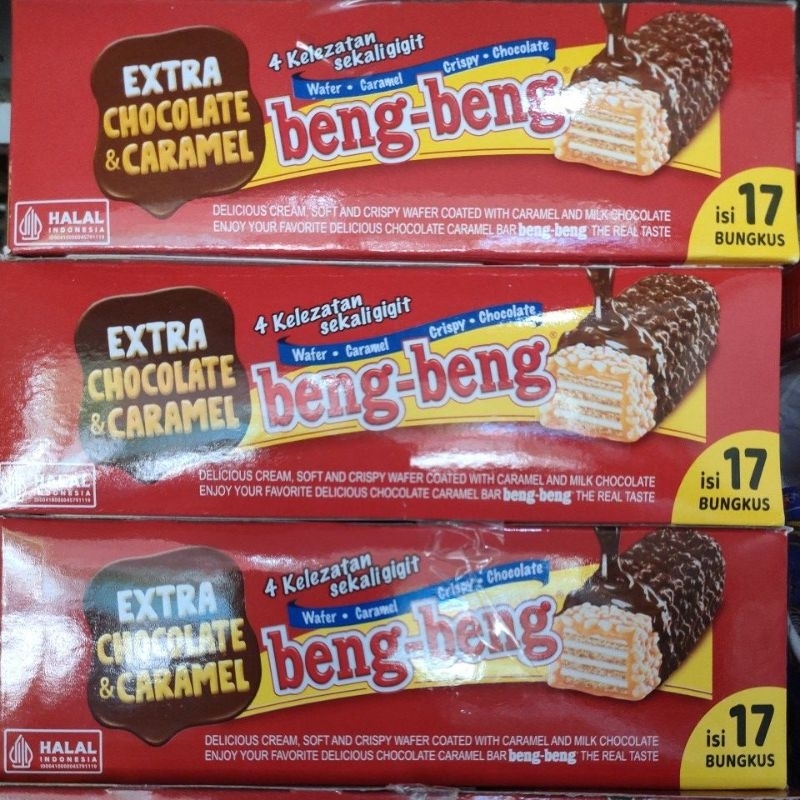 EXTRA
CHOCOLATE
& CARAMEL
4 Kelezatan
sekali gigit
Wafer • Caramel Crispy • Chocolate
beng-beng
HALAL
INDONESIA
DELICIOUS CREAM, SOFT AND CRISPY WAFER COATED WITH CARAMEL AND MILK CHOCOLATE
ENJOY YOUR FAVORITE DELICIOUS CHOCOLATE CARAMEL BAR beng-beng THE REAL TASTE
isi 17
BUNGKUS
EXTRA
CHOCOLATE
& CARAMEL
4 Kelezatan
sekali gigit
Wafer • Caramel Crispy • Chocolate
beng-beng
HALAL
INDONESIA
DELICIOUS CREAM, SOFT AND CRISPY WAFER COATED WITH CARAMEL AND MILK CHOCOLATE
ENJOY YOUR FAVORITE DELICIOUS CHOCOLATE CARAMEL BAR beng-beng THE REAL TASTE
isi 17
BUNGKUS
EXTRA
CHOCOLATE
& CARAMEL
4 Kelezatan
sekali gigit
Wafer • Caramel Crispy • Chocolate
beng-beng
HALAL
INDONESIA
DELICIOUS CREAM, SOFT AND CRISPY WAFER COATED WITH CARAMEL AND MILK CHOCOLATE
ENJOY YOUR FAVORITE DELICIOUS CHOCOLATE CARAMEL BAR beng-beng THE REAL TASTE
isi 17
BUNGKUS